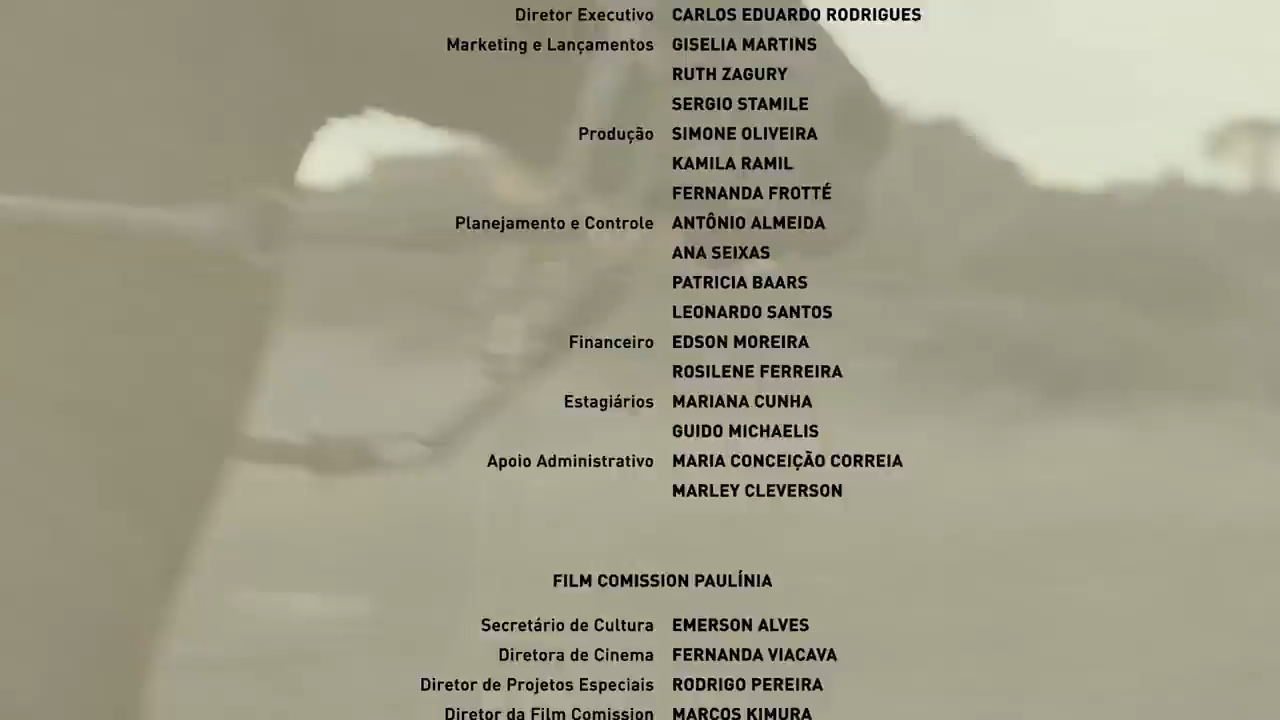 Diretor Executivo CARLOS EDUARDO RODRIGUES
Marketing e Lançamentos GISELIA MARTINS
RUTH ZAGURY
SERGIO STAMILE
Produção SIMONE OLIVEIRA
KAMILA RAMIL
FERNANDA FROTTÉ
Planejamento e Controle ANTÔNIO ALMEIDA
ANA SEIXAS
PATRICIA BAARS
LEONARDO SANTOS
Financeiro EDSON MOREIRA
ROSILENE FERREIRA
Estagiários MARIANA CUNHA
GUIDO MICHAELIS
Apoio Administrativo MARIA CONCEIÇÃO CORREIA
MARLEY CLEVERSON
FILM COMISSION PAULÍNIA
Secretário de Cultura EMERSON ALVES
Diretora de Cinema FERNANDA VIACAVA
Diretor de Projetos Especiais RODRIGO PEREIRA
Diretor da Film Comission MARCOS KIMURA